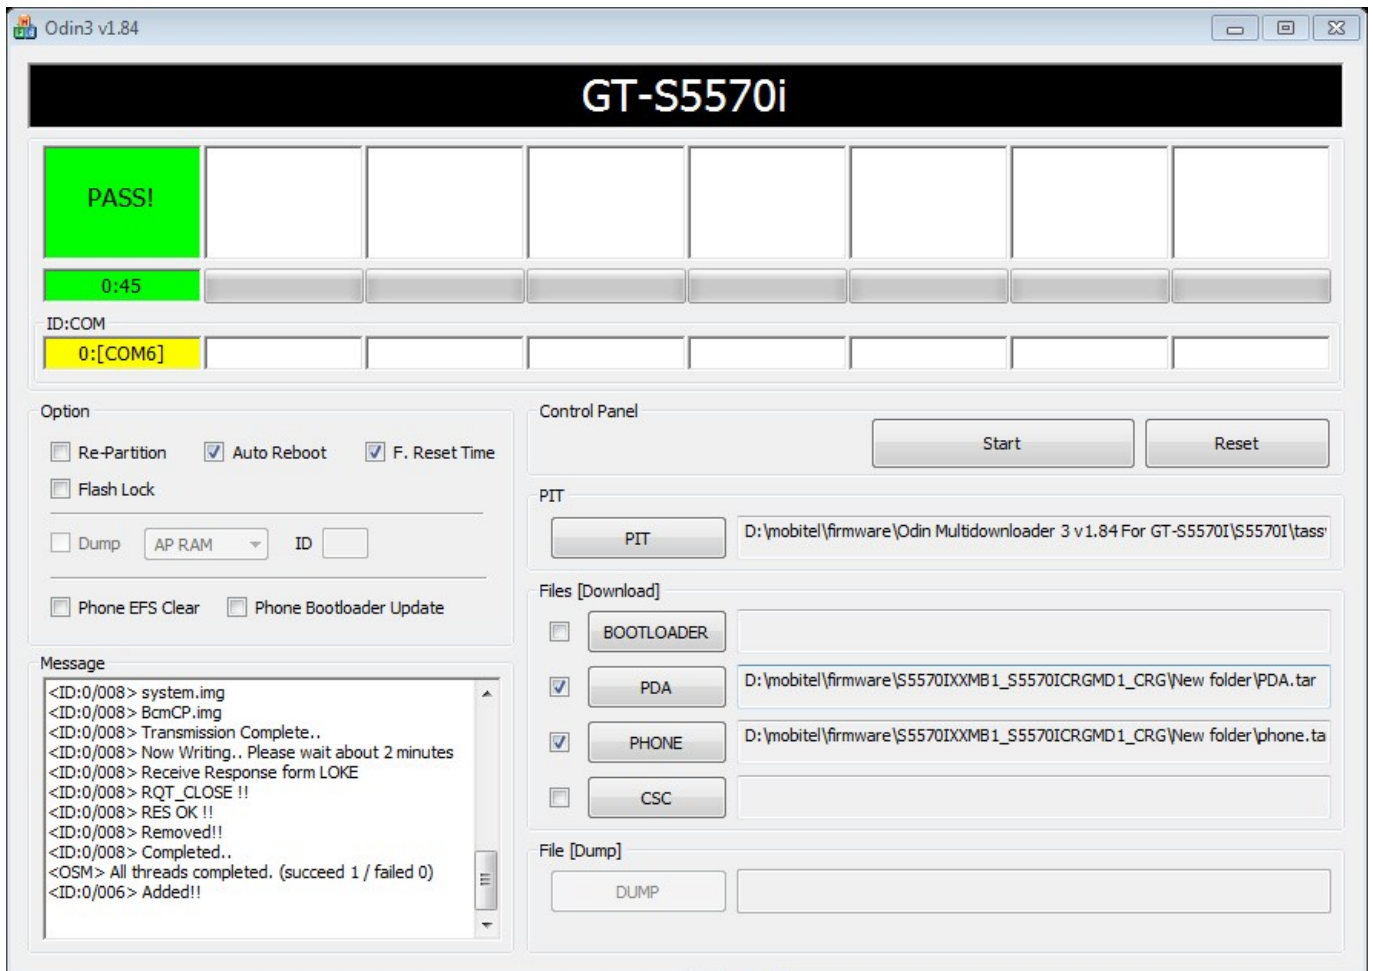 Odin3 v1.84
GT-S5570i
PASS!
0:45
ID:COM
0:[COM6]
Option
Re-Partition
Auto Reboot
F. Reset Time
Flash Lock
Dump
AP RAM
ID
Phone EFS Clear
Phone Bootloader Update
Message
<ID:0/008> system.img
<ID:0/008> BcmCP.img
<ID:0/008> Transmission Complete..
<ID:0/008> Now Writing.. Please wait about 2 minutes
<ID:0/008> Receive Response form LOKE
<ID:0/008> RQT_CLOSE !!
<ID:0/008> RES OK !!
<ID:0/008> Removed!!
<ID:0/008> Completed..
<OSM> All threads completed. (succeed 1 / failed 0)
<ID:0/006> Added!!
Control Panel
Start
Reset
PIT
PIT
D:\mobitel\firmware\Odin Multidownloader 3 v1.84 For GT-S5570I\S5570I\tass
Files [Download]
BOOTLOADER
PDA
D:\mobitel\firmware\S5570IXXMB1_S5570ICRGMD1_CRG\New folder\PDA.tar
PHONE
D:\mobitel\firmware\S5570IXXMB1_S5570ICRGMD1_CRG\New folder\phone.ta
CSC
File [Dump]
DUMP